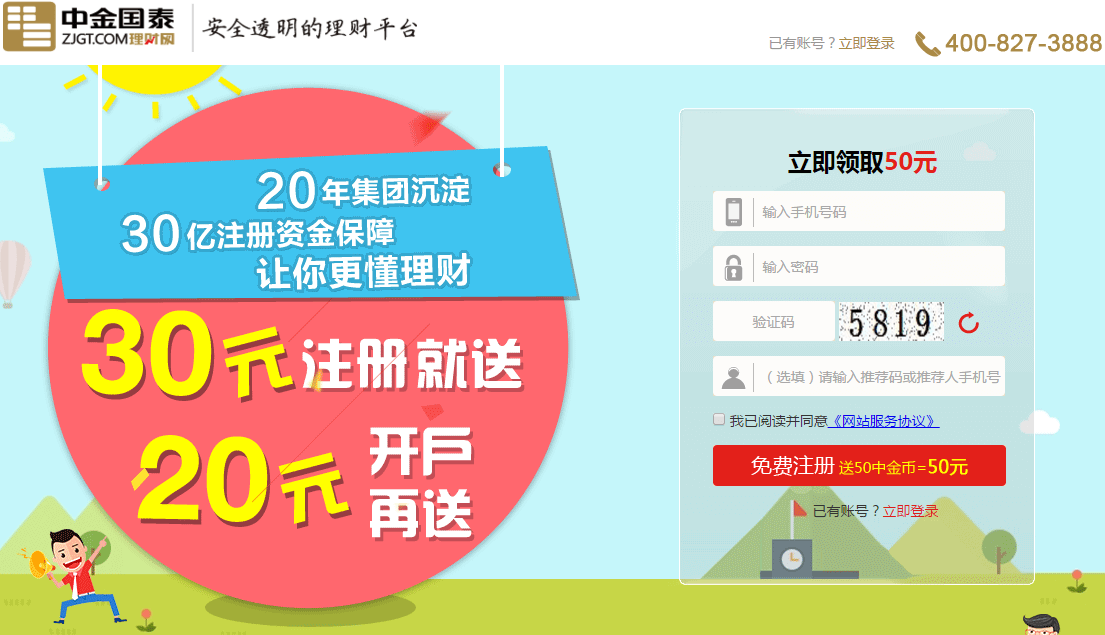 中金国泰
ZJGT.COM理财网
安全透明的理财平台
已有账号？立即登录
400-827-3888
20年集团沉淀
30亿注册资金保障
让你更懂理财
30元注册就送
20元开户
再送
立即领取50元
输入手机号码
输入密码
验证码
5819
（选填）请输入推荐码或推荐人手机号
我已阅读并同意《网站服务协议》
免费注册 送50中金币=50元
已有账号？立即登录